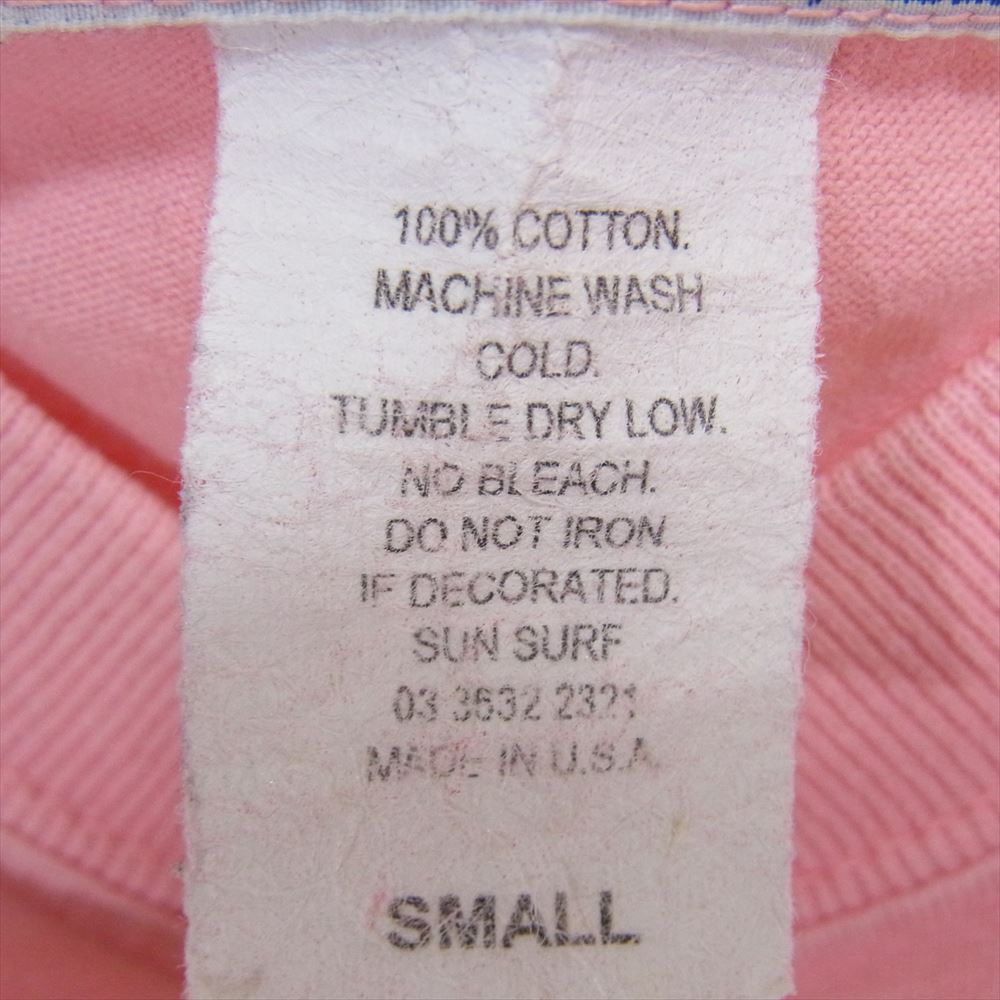 100% COTTON.
MACHINE WASH
COLD.
TUMBLE DRY LOW.
NO BLEACH.
DO NOT IRON
IF DECORATED.
SUN SURF
03 3632 2321
MADE IN U.S.A.
SMALL